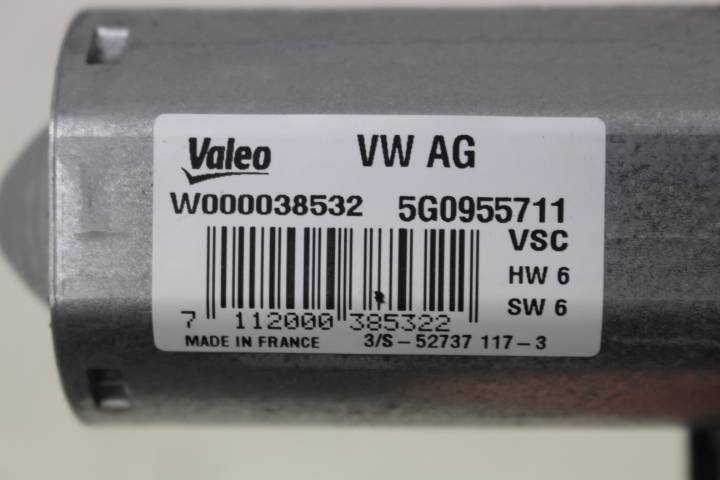 Valeo VW AG
W000038532 5G0955711
VSC
HW 6
SW 6
7 112000 385322
MADE IN FRANCE 3/S-52737 117-3